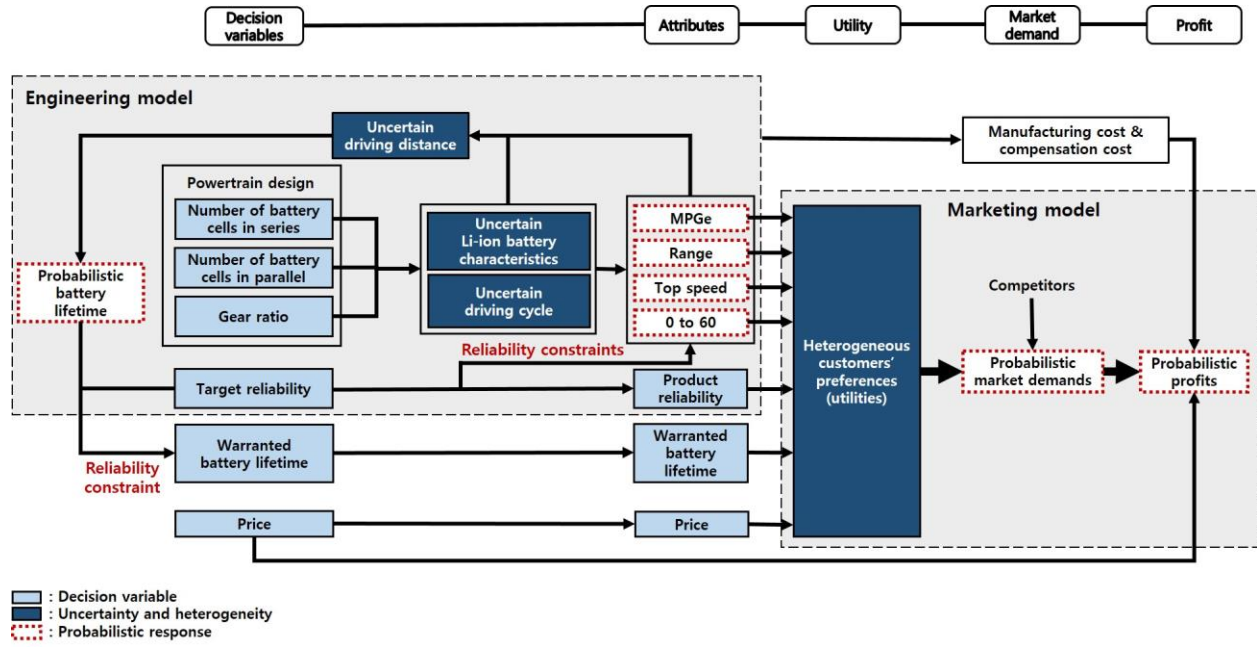 Decision
variables
Attributes
Utility
Market
demand
Profit
Engineering model
Uncertain
driving distance
Manufacturing cost &
compensation cost
Powertrain design
Number of battery
cells in series
Number of battery
cells in parallel
Gear ratio
Uncertain
Li-ion battery
characteristics
Uncertain
driving cycle
MPGe
Range
Top speed
0 to 60
Marketing model
Probabilistic
battery
lifetime
Competitors
Reliability constraints
Heterogeneous
customers’
preferences
(utilities)
Probabilistic
market demands
Probabilistic
profits
Target reliability
Product
reliability
Reliability
constraint
Warranted
battery lifetime
Warranted
battery
lifetime
Price
Price
: Decision variable
: Uncertainty and heterogeneity
: Probabilistic response